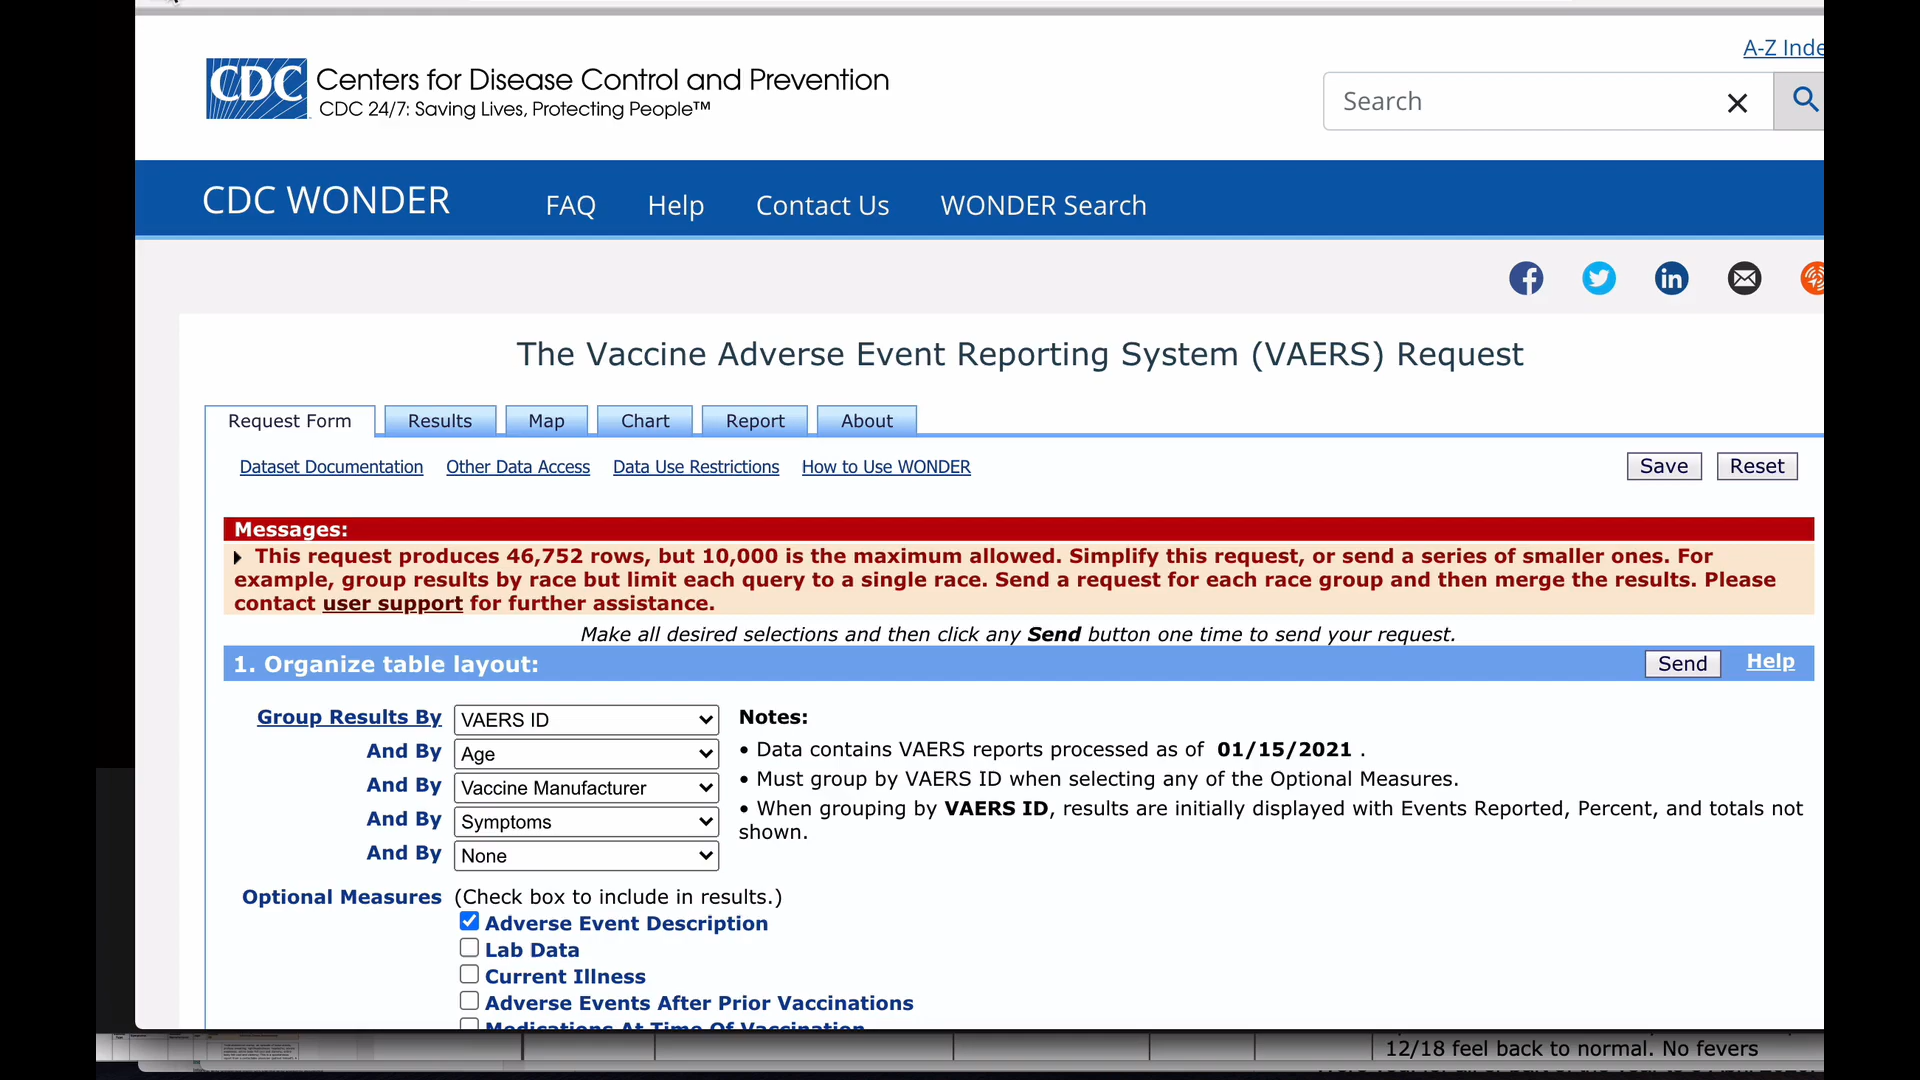 A-Z Inde
CDC Centers for Disease Control and Prevention
CDC 24/7: Saving Lives, Protecting People™
Search
CDC WONDER FAQ Help Contact Us WONDER Search
The Vaccine Adverse Event Reporting System (VAERS) Request
Request Form Results Map Chart Report About
Dataset Documentation Other Data Access Data Use Restrictions How to Use WONDER Save Reset
Messages:
This request produces 46,752 rows, but 10,000 is the maximum allowed. Simplify this request, or send a series of smaller ones. For
example, group results by race but limit each query to a single race. Send a request for each race group and then merge the results. Please
contact user support for further assistance.
Make all desired selections and then click any Send button one time to send your request.
1. Organize table layout: Send Help
Group Results By VAERS ID
And By Age
And By Vaccine Manufacturer
And By Symptoms
And By None
Notes:
• Data contains VAERS reports processed as of 01/15/2021 .
• Must group by VAERS ID when selecting any of the Optional Measures.
• When grouping by VAERS ID, results are initially displayed with Events Reported, Percent, and totals not
shown.
Optional Measures (Check box to include in results.)
Adverse Event Description
Lab Data
Current Illness
Adverse Events After Prior Vaccinations
Medications At Time Of Vaccination
12/18 feel back to normal. No fevers